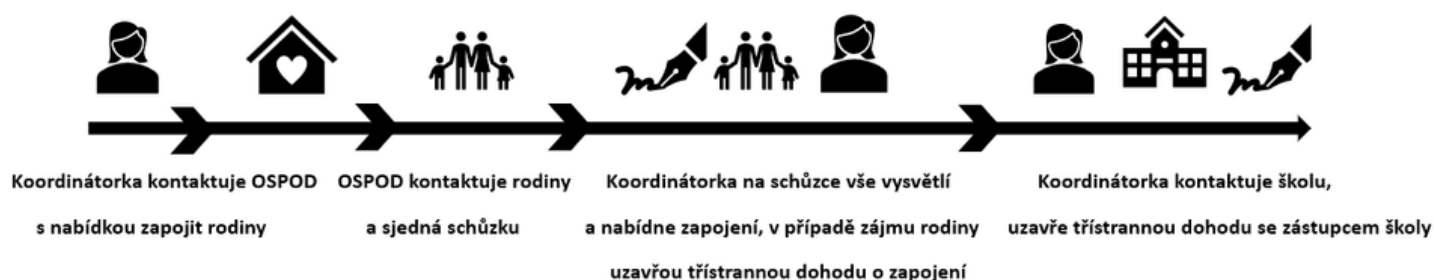 Koordinátorka kontaktuje OSPOD
s nabídkou zapojit rodiny
OSPOD kontaktuje rodiny
a sjedná schůzku
Koordinátorka na schůzce vše vysvětlí
a nabídne zapojení, v případě zájmu rodiny
uzavřou třístrannou dohodu o zapojení
Koordinátorka kontaktuje školu,
uzavře třístrannou dohodu se zástupcem školy